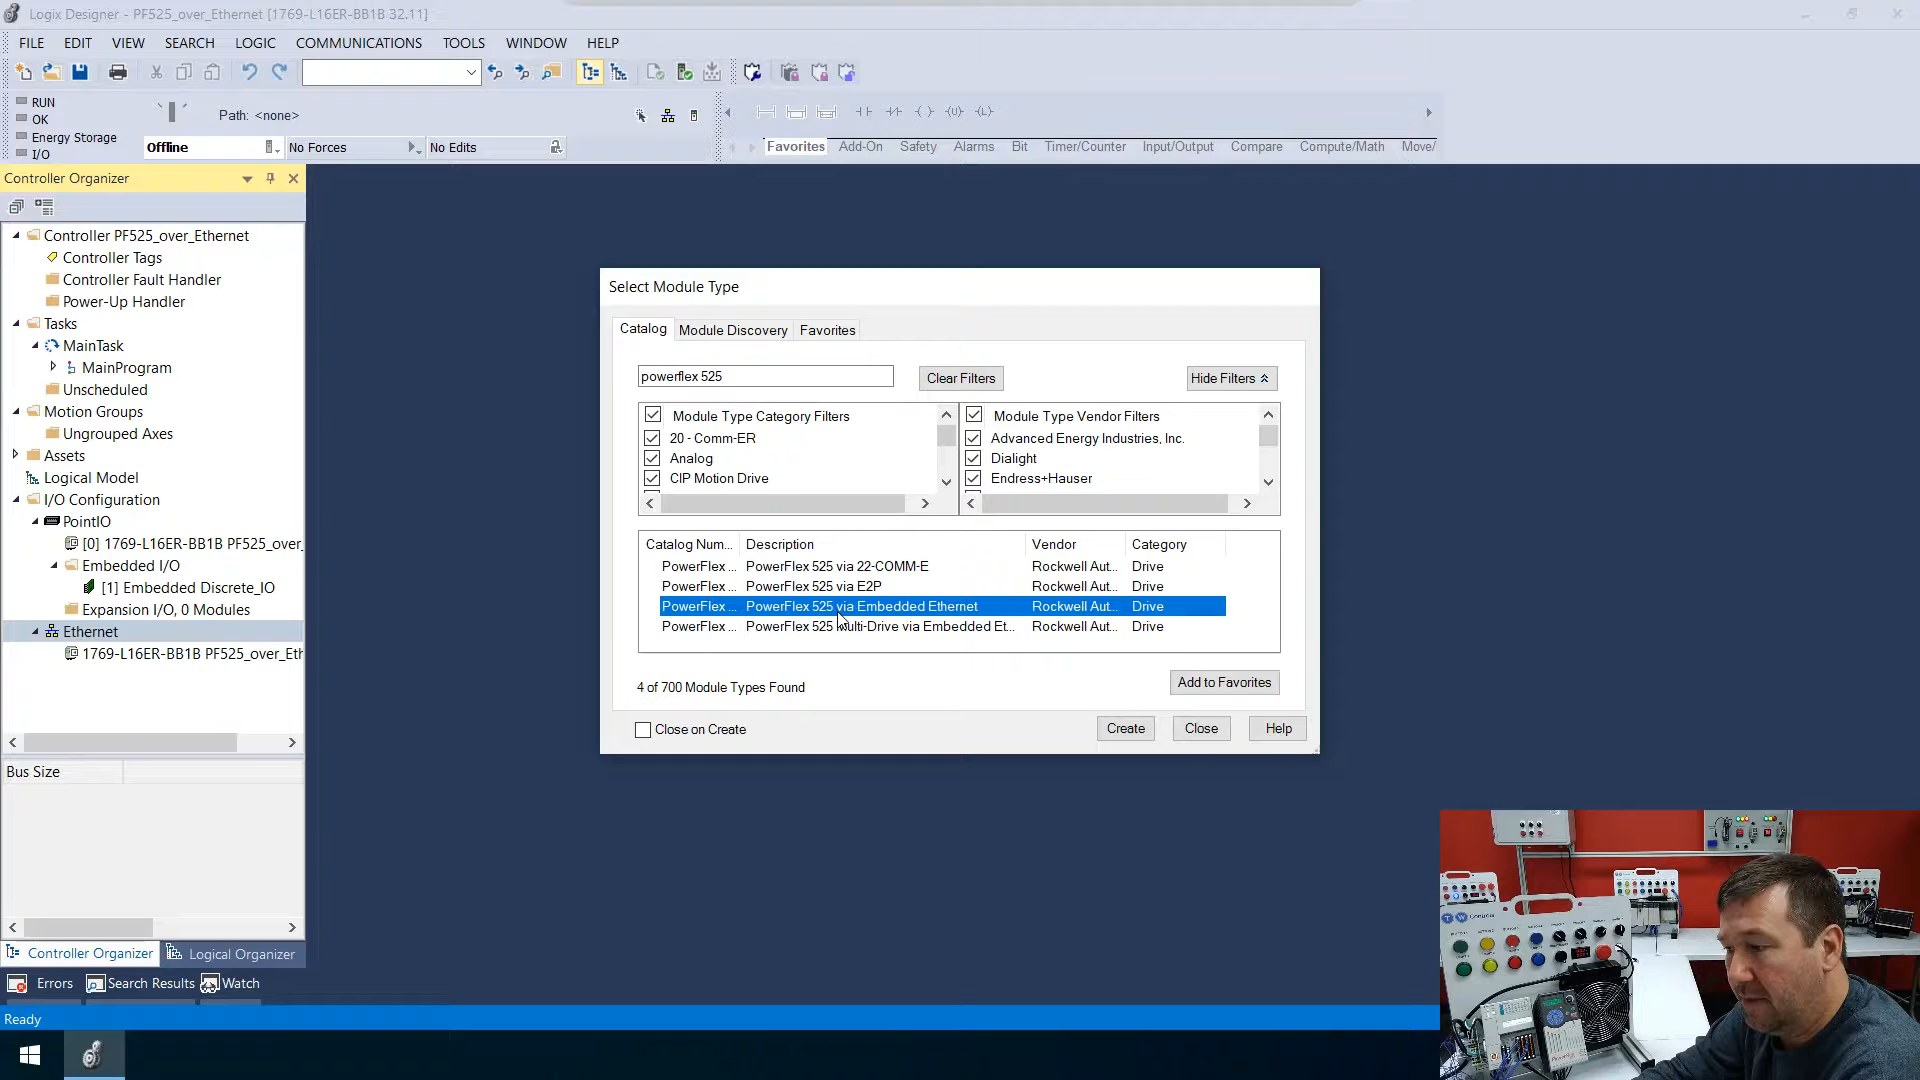 Logix Designer - PF525_over_Ethernet [1769-L16ER-BB1B 32.11]
FILE EDIT VIEW SEARCH LOGIC COMMUNICATIONS TOOLS WINDOW HELP
RUN
OK
Energy Storage
I/O
Path: <none>
Offline
No Forces
No Edits
Favorites Add-On Safety Alarms Bit Timer/Counter Input/Output Compare Compute/Math Move/
Controller Organizer
Controller PF525_over_Ethernet
Controller Tags
Controller Fault Handler
Power-Up Handler
Tasks
MainTask
MainProgram
Unscheduled
Motion Groups
Ungrouped Axes
Assets
Logical Model
I/O Configuration
PointIO
[0] 1769-L16ER-BB1B PF525_over_
Embedded I/O
[1] Embedded Discrete_IO
Expansion I/O, 0 Modules
Ethernet
1769-L16ER-BB1B PF525_over_Eth
Bus Size
Controller Organizer Logical Organizer
Errors Search Results Watch
Ready
Select Module Type
Catalog Module Discovery Favorites
powerflex 525
Clear Filters
Hide Filters
Module Type Category Filters
20 - Comm-ER
Analog
CIP Motion Drive
Module Type Vendor Filters
Advanced Energy Industries, Inc.
Dialight
Endress+Hauser
Catalog Num... Description Vendor Category
PowerFlex ... PowerFlex 525 via 22-COMM-E Rockwell Aut... Drive
PowerFlex ... PowerFlex 525 via E2P Rockwell Aut... Drive
PowerFlex ... PowerFlex 525 via Embedded Ethernet Rockwell Aut... Drive
PowerFlex ... PowerFlex 525 Multi-Drive via Embedded Et... Rockwell Aut... Drive
4 of 700 Module Types Found
Add to Favorites
Close on Create
Create
Close
Help